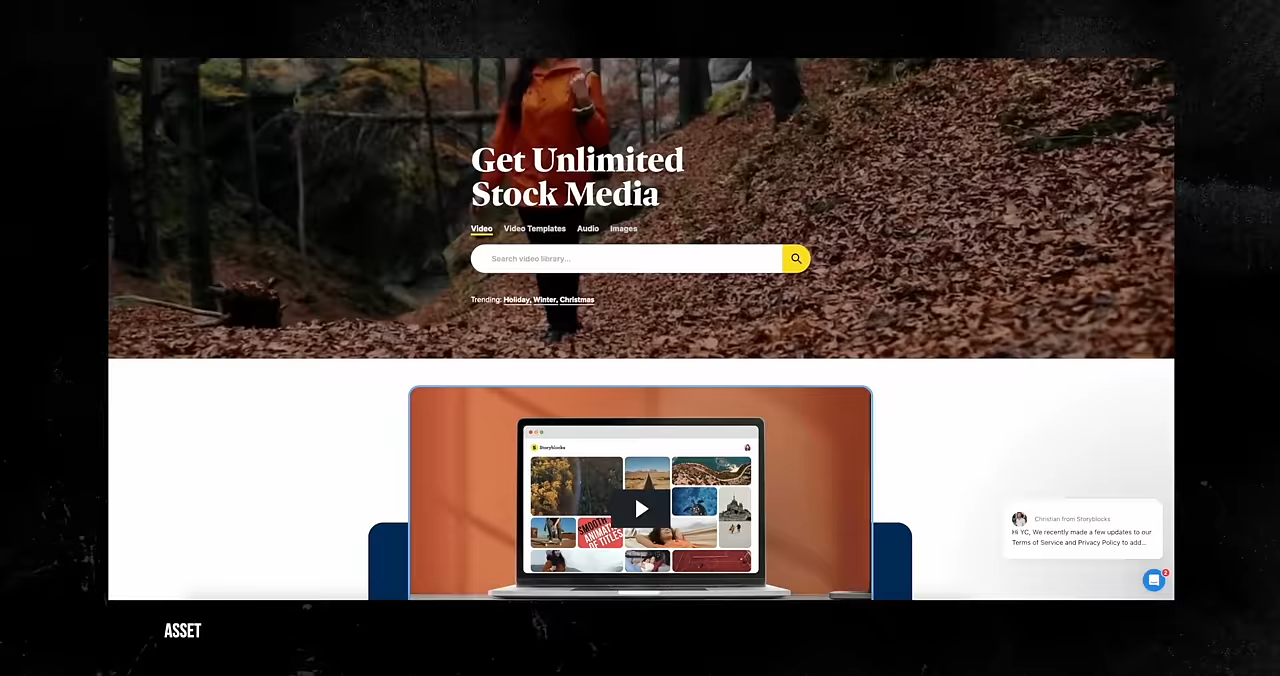 Get Unlimited
Stock Media
Video Video Templates Audio Images
Search video library...
Trending: Holiday, Winter, Christmas
Storyblocks
SMOOTH
ANIMAT
OF TITLES
Christian from Storyblocks
Hi YC, We recently made a few updates to our
Terms of Service and Privacy Policy to add...
2
ASSET